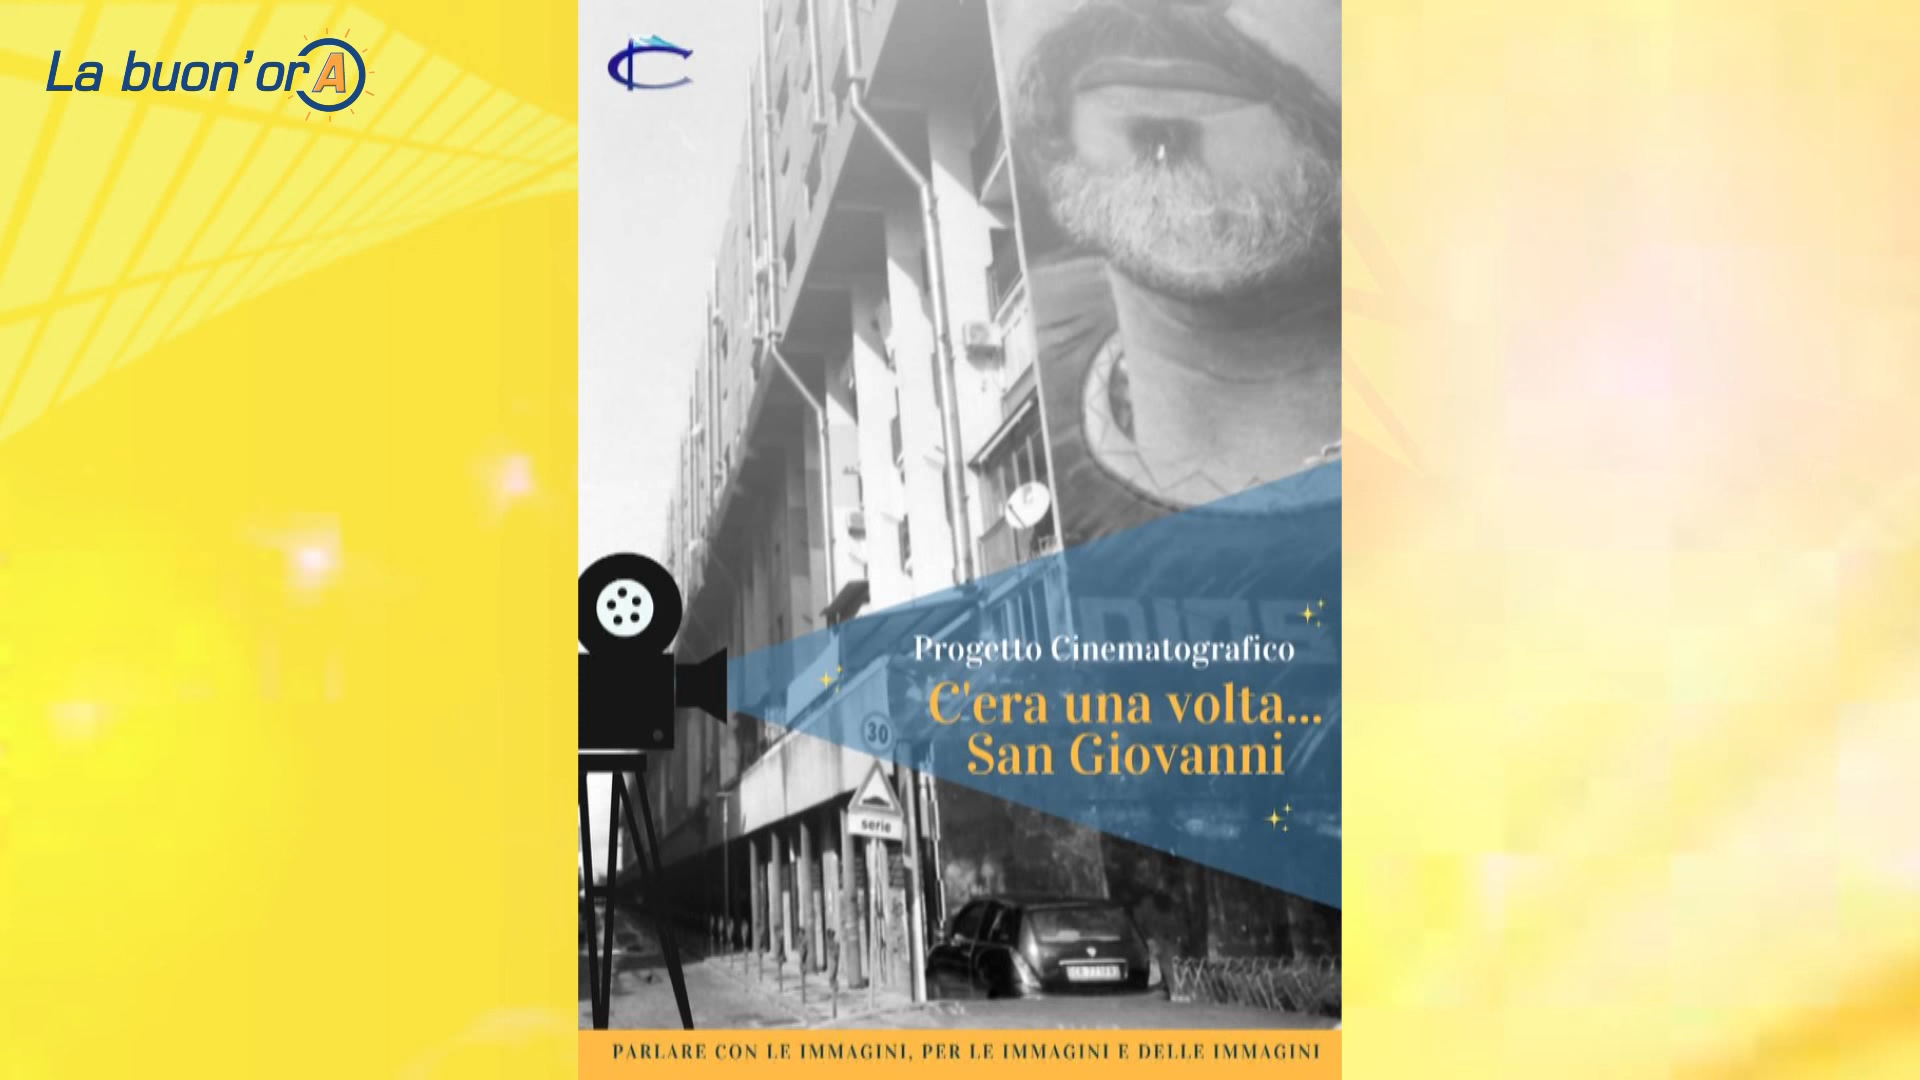 La buon'orA
C
30
Progetto Cinematografico
C'era una volta...
San Giovanni
serie
PARLARE CON LE IMMAGINI, PER LE IMMAGINI E DELLE IMMAGINI